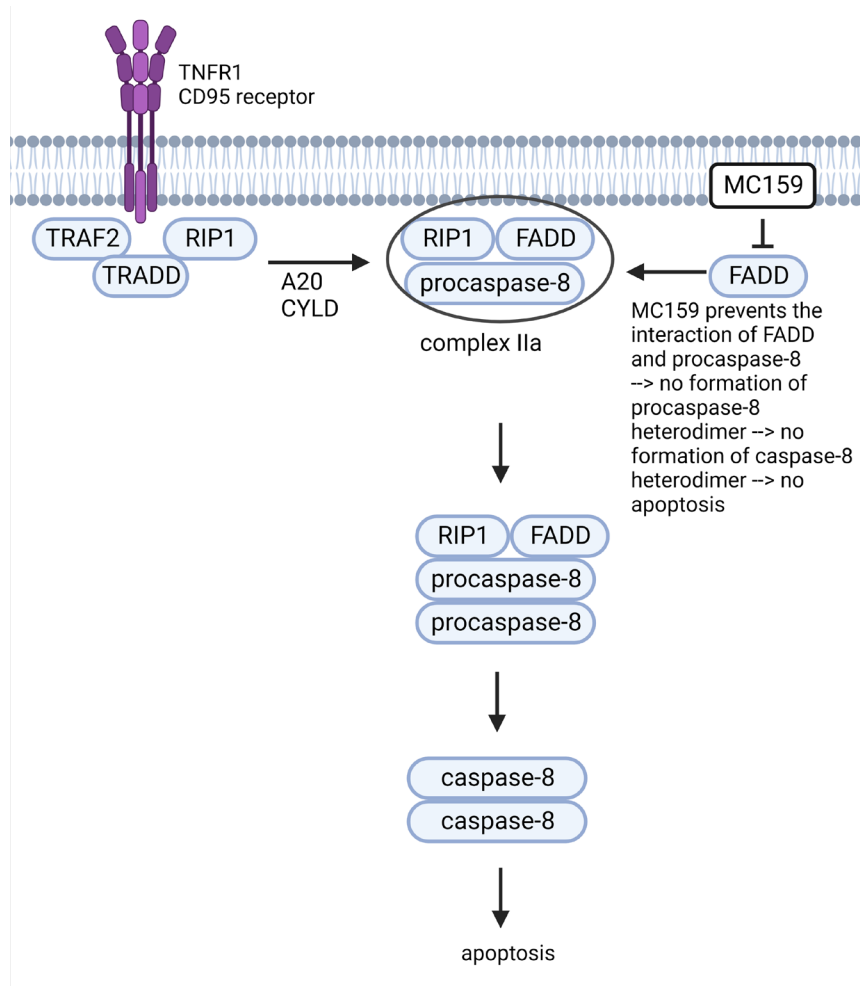 TNFR1
CD95 receptor
MC159
TRAF2
RIP1
TRADD
A20
CYLD
RIP1
FADD
procaspase-8
complex IIa
FADD
MC159 prevents the
interaction of FADD
and procaspase-8
--> no formation of
procaspase-8
heterodimer --> no
formation of caspase-8
heterodimer --> no
apoptosis
RIP1
FADD
procaspase-8
procaspase-8
caspase-8
caspase-8
apoptosis